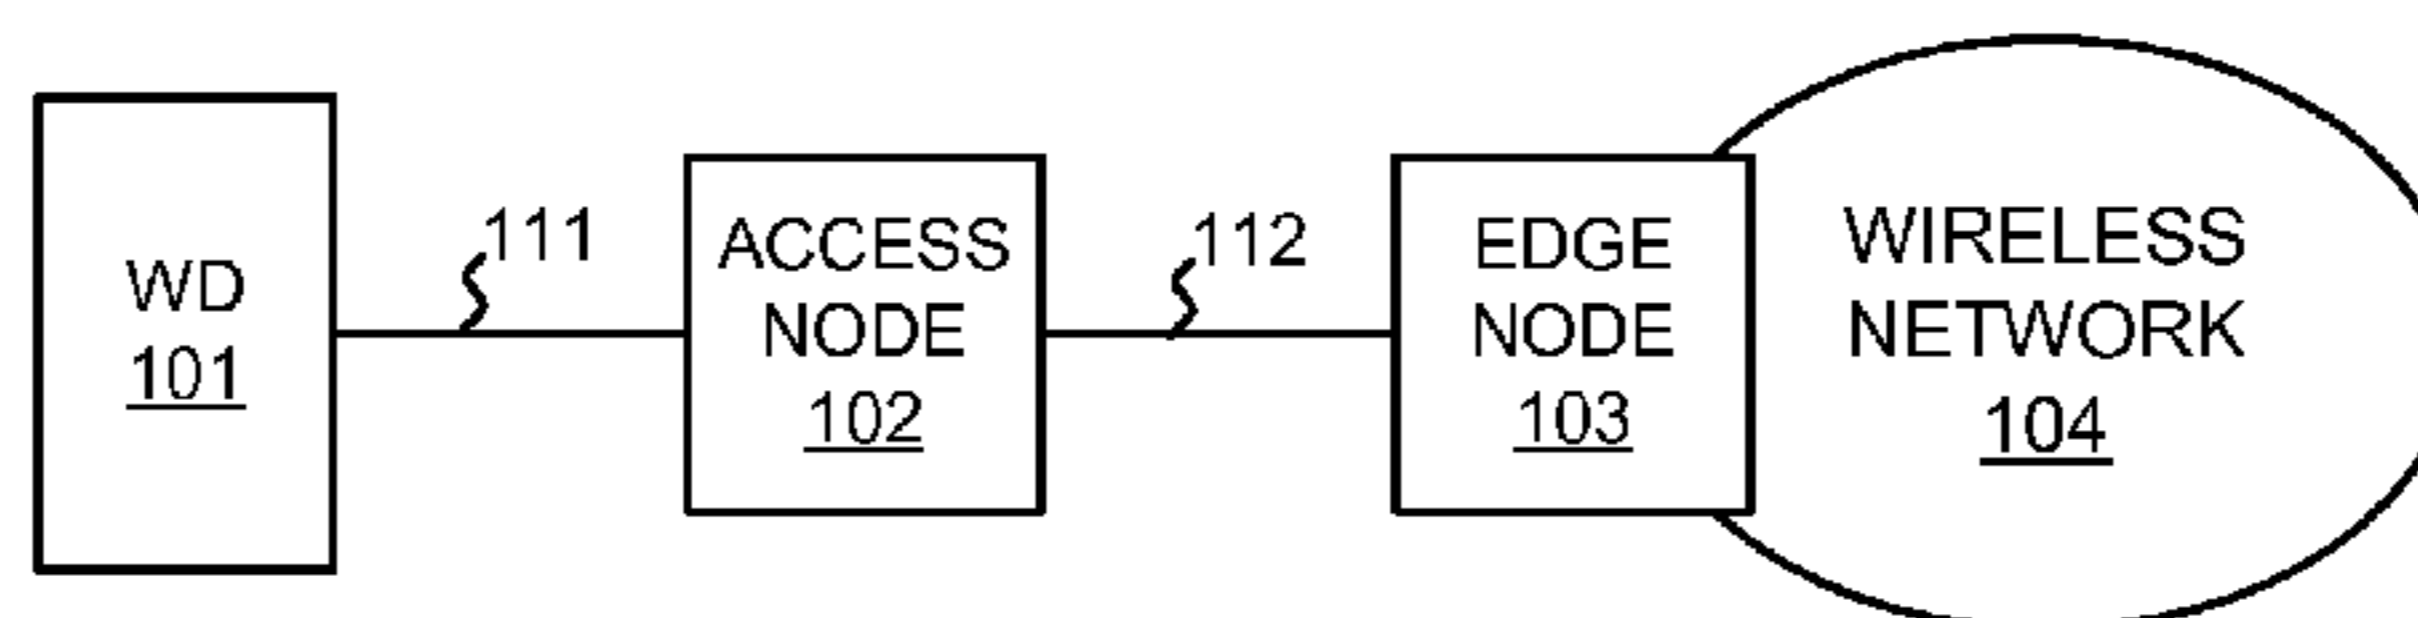 WD
101
111
ACCESS
NODE
102
112
EDGE
NODE
103
WIRELESS
NETWORK
104